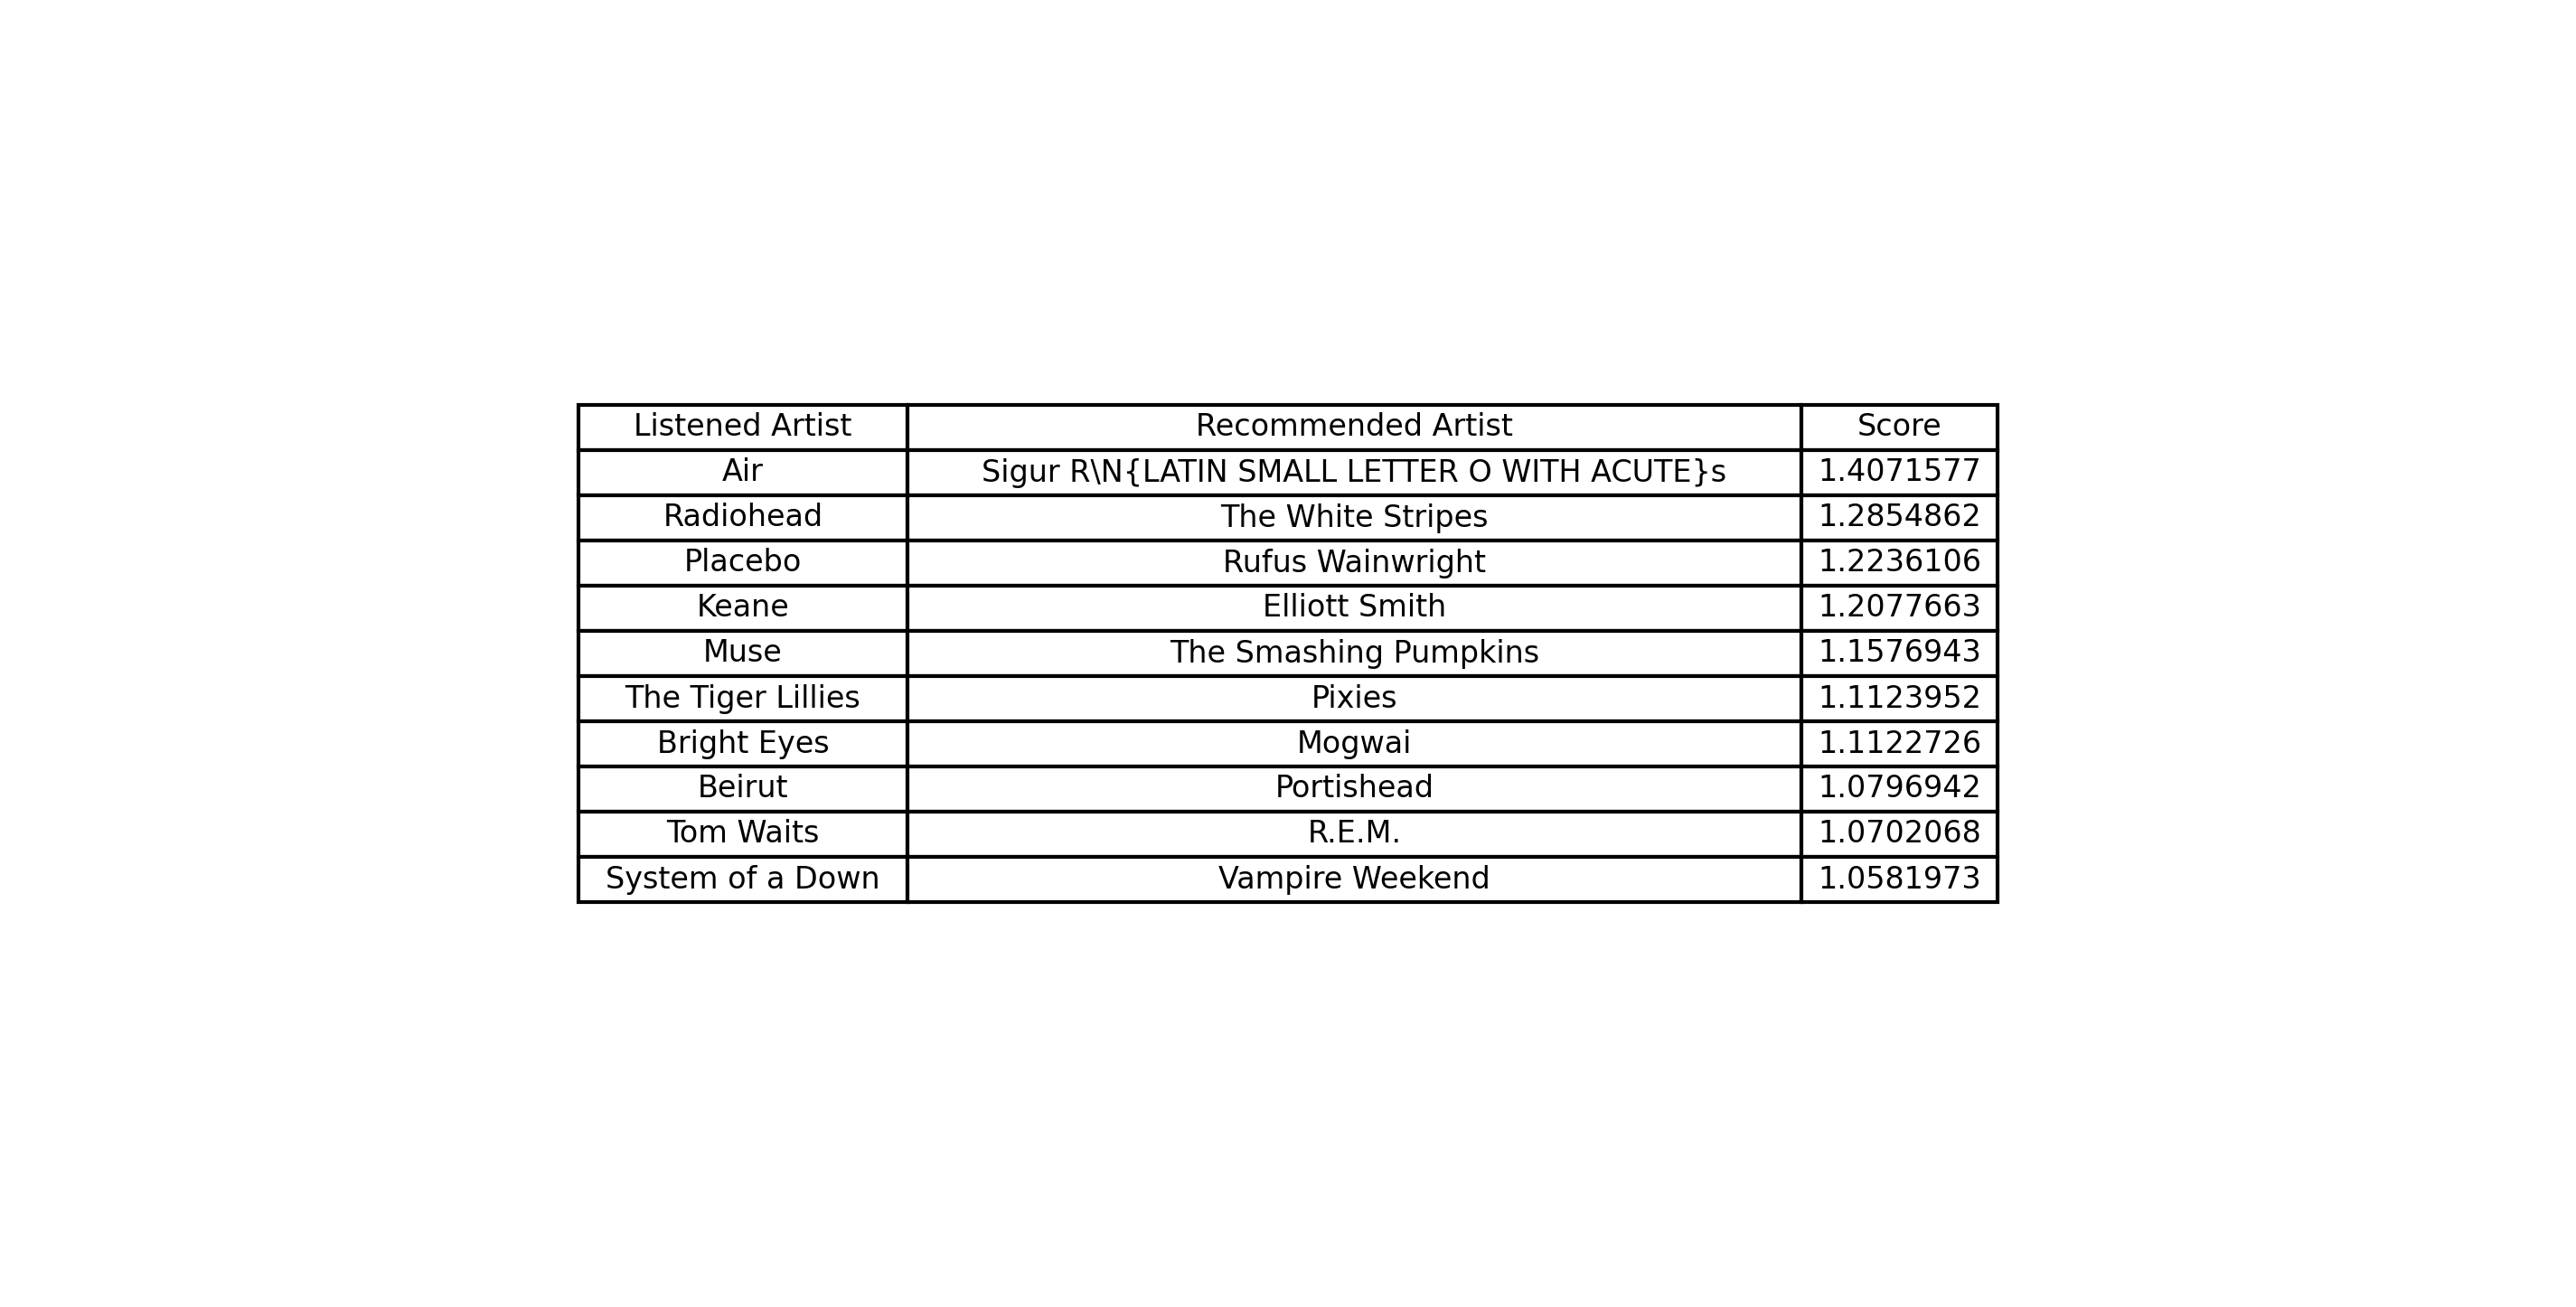 Listened Artist Recommended Artist Score
Air Sigur R\N{LATIN SMALL LETTER O WITH ACUTE}s 1.4071577
Radiohead The White Stripes 1.2854862
Placebo Rufus Wainwright 1.2236106
Keane Elliott Smith 1.2077663
Muse The Smashing Pumpkins 1.1576943
The Tiger Lillies Pixies 1.1123952
Bright Eyes Mogwai 1.1122726
Beirut Portishead 1.0796942
Tom Waits R.E.M. 1.0702068
System of a Down Vampire Weekend 1.0581973